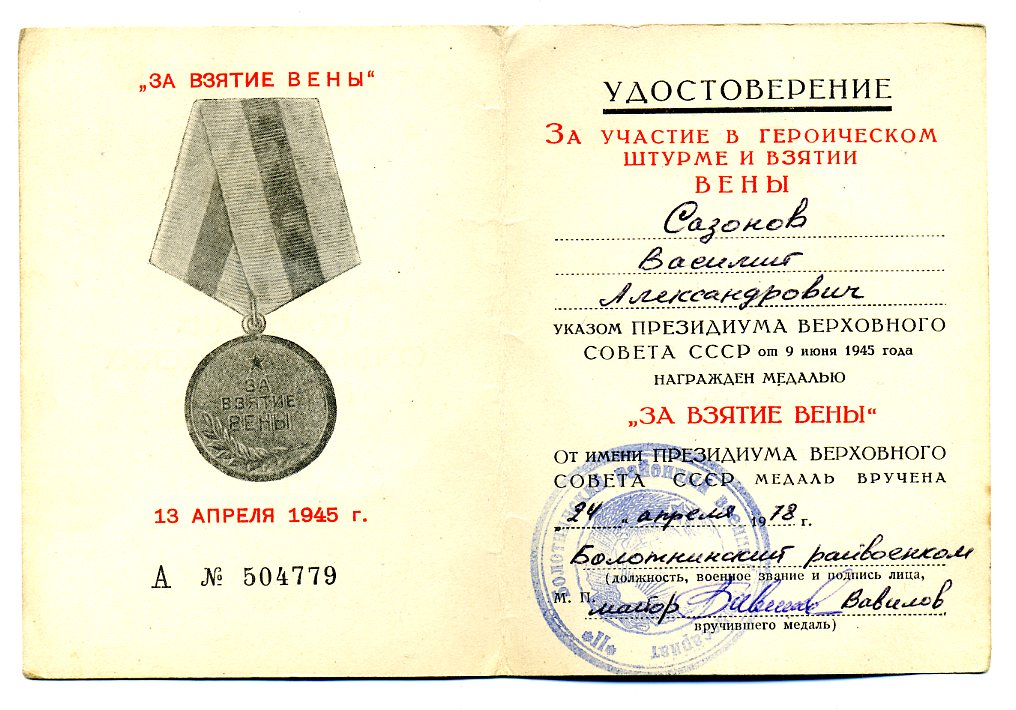 „ЗА ВЗЯТИЕ ВЕНЫ“
ЗА
ВЗЯТИЕ
ВЕНЫ
13 АПРЕЛЯ 1945 г.
А № 504779
УДОСТОВЕРЕНИЕ
ЗА УЧАСТИЕ В ГЕРОИЧЕСКОМ
ШТУРМЕ И ВЗЯТИИ
ВЕНЫ
Сазонов
Василий
Александрович
УКАЗОМ ПРЕЗИДИУМА ВЕРХОВНОГО
СОВЕТА СССР от 9 июня 1945 года
НАГРАЖДЕН МЕДАЛЬЮ
„ЗА ВЗЯТИЕ ВЕНЫ“
ОТ ИМЕНИ ПРЕЗИДИУМА ВЕРХОВНОГО
СОВЕТА СССР МЕДАЛЬ ВРУЧЕНА
„24“ апреля 1978 г.
Болотнинский райвоенком
(должность, военное звание и подпись лица,
М. П. майор Вавилов
вручившего медаль)
Болотнинский районный